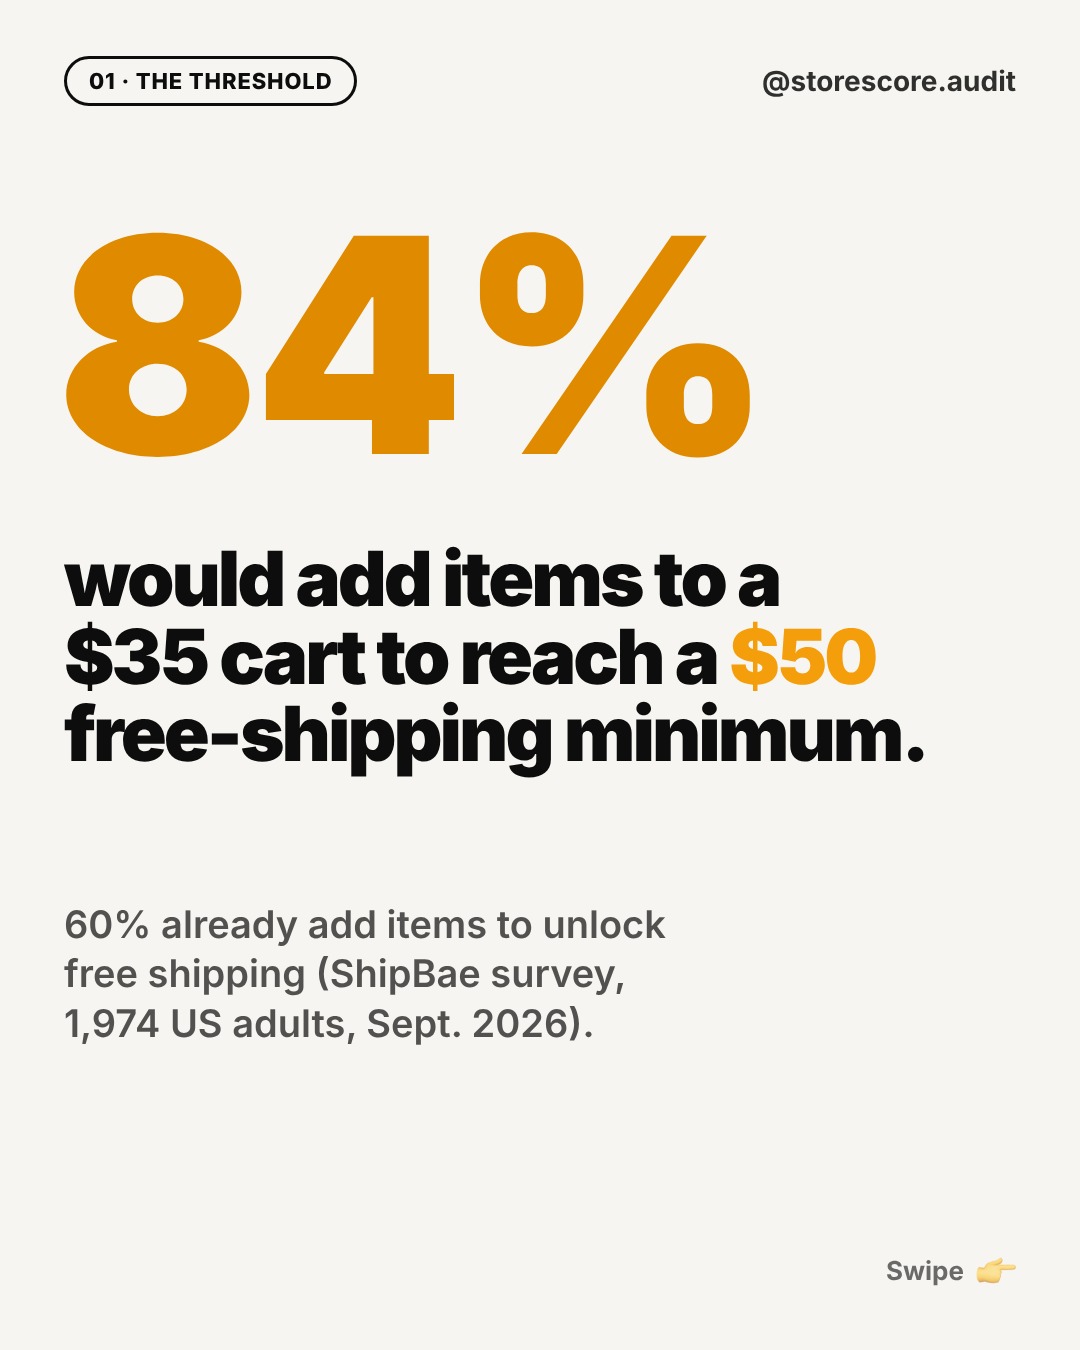 01 · THE THRESHOLD
@storescore.audit
84%
would add items to a
$35 cart to reach a $50
free-shipping minimum.
60% already add items to unlock
free shipping (ShipBae survey,
1,974 US adults, Sept. 2026).
Swipe 👉